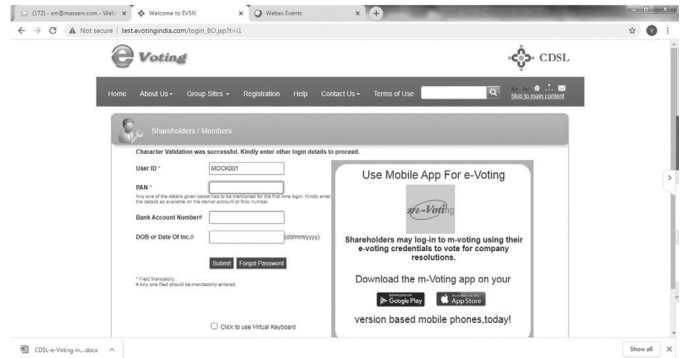 (172) - sm@masserv.com - Web
Welcome to EVSN
Webex Events
Not secure | test.evotingindia.com/login_BO.jsp?t=i1
e Voting
CDSL
Home About Us Group Sites Registration Help Contact Us Terms of Use
Skip to main content
Shareholders / Members
Character Validation was successful. Kindly enter other login details to proceed.
User ID * MOCK001
PAN *
Any one of the details given below has to be mentioned for the first time login. Kindly enter
the details as available on the demat account or folio number.
Bank Account Number#
DOB or Date Of Inc.# (dd/mm/yyyy)
Submit Forgot Password
* Field Mandatory
# Any one filed should be mandatorily entered.
Click to use Virtual Keyboard
Use Mobile App For e-Voting
m-Voting
Shareholders may log-in to m-voting using their
e-voting credentials to vote for company
resolutions.
Download the m-Voting app on your
Google Play App Store
version based mobile phones,today!
CDSL-e-Voting in....docx
Show all